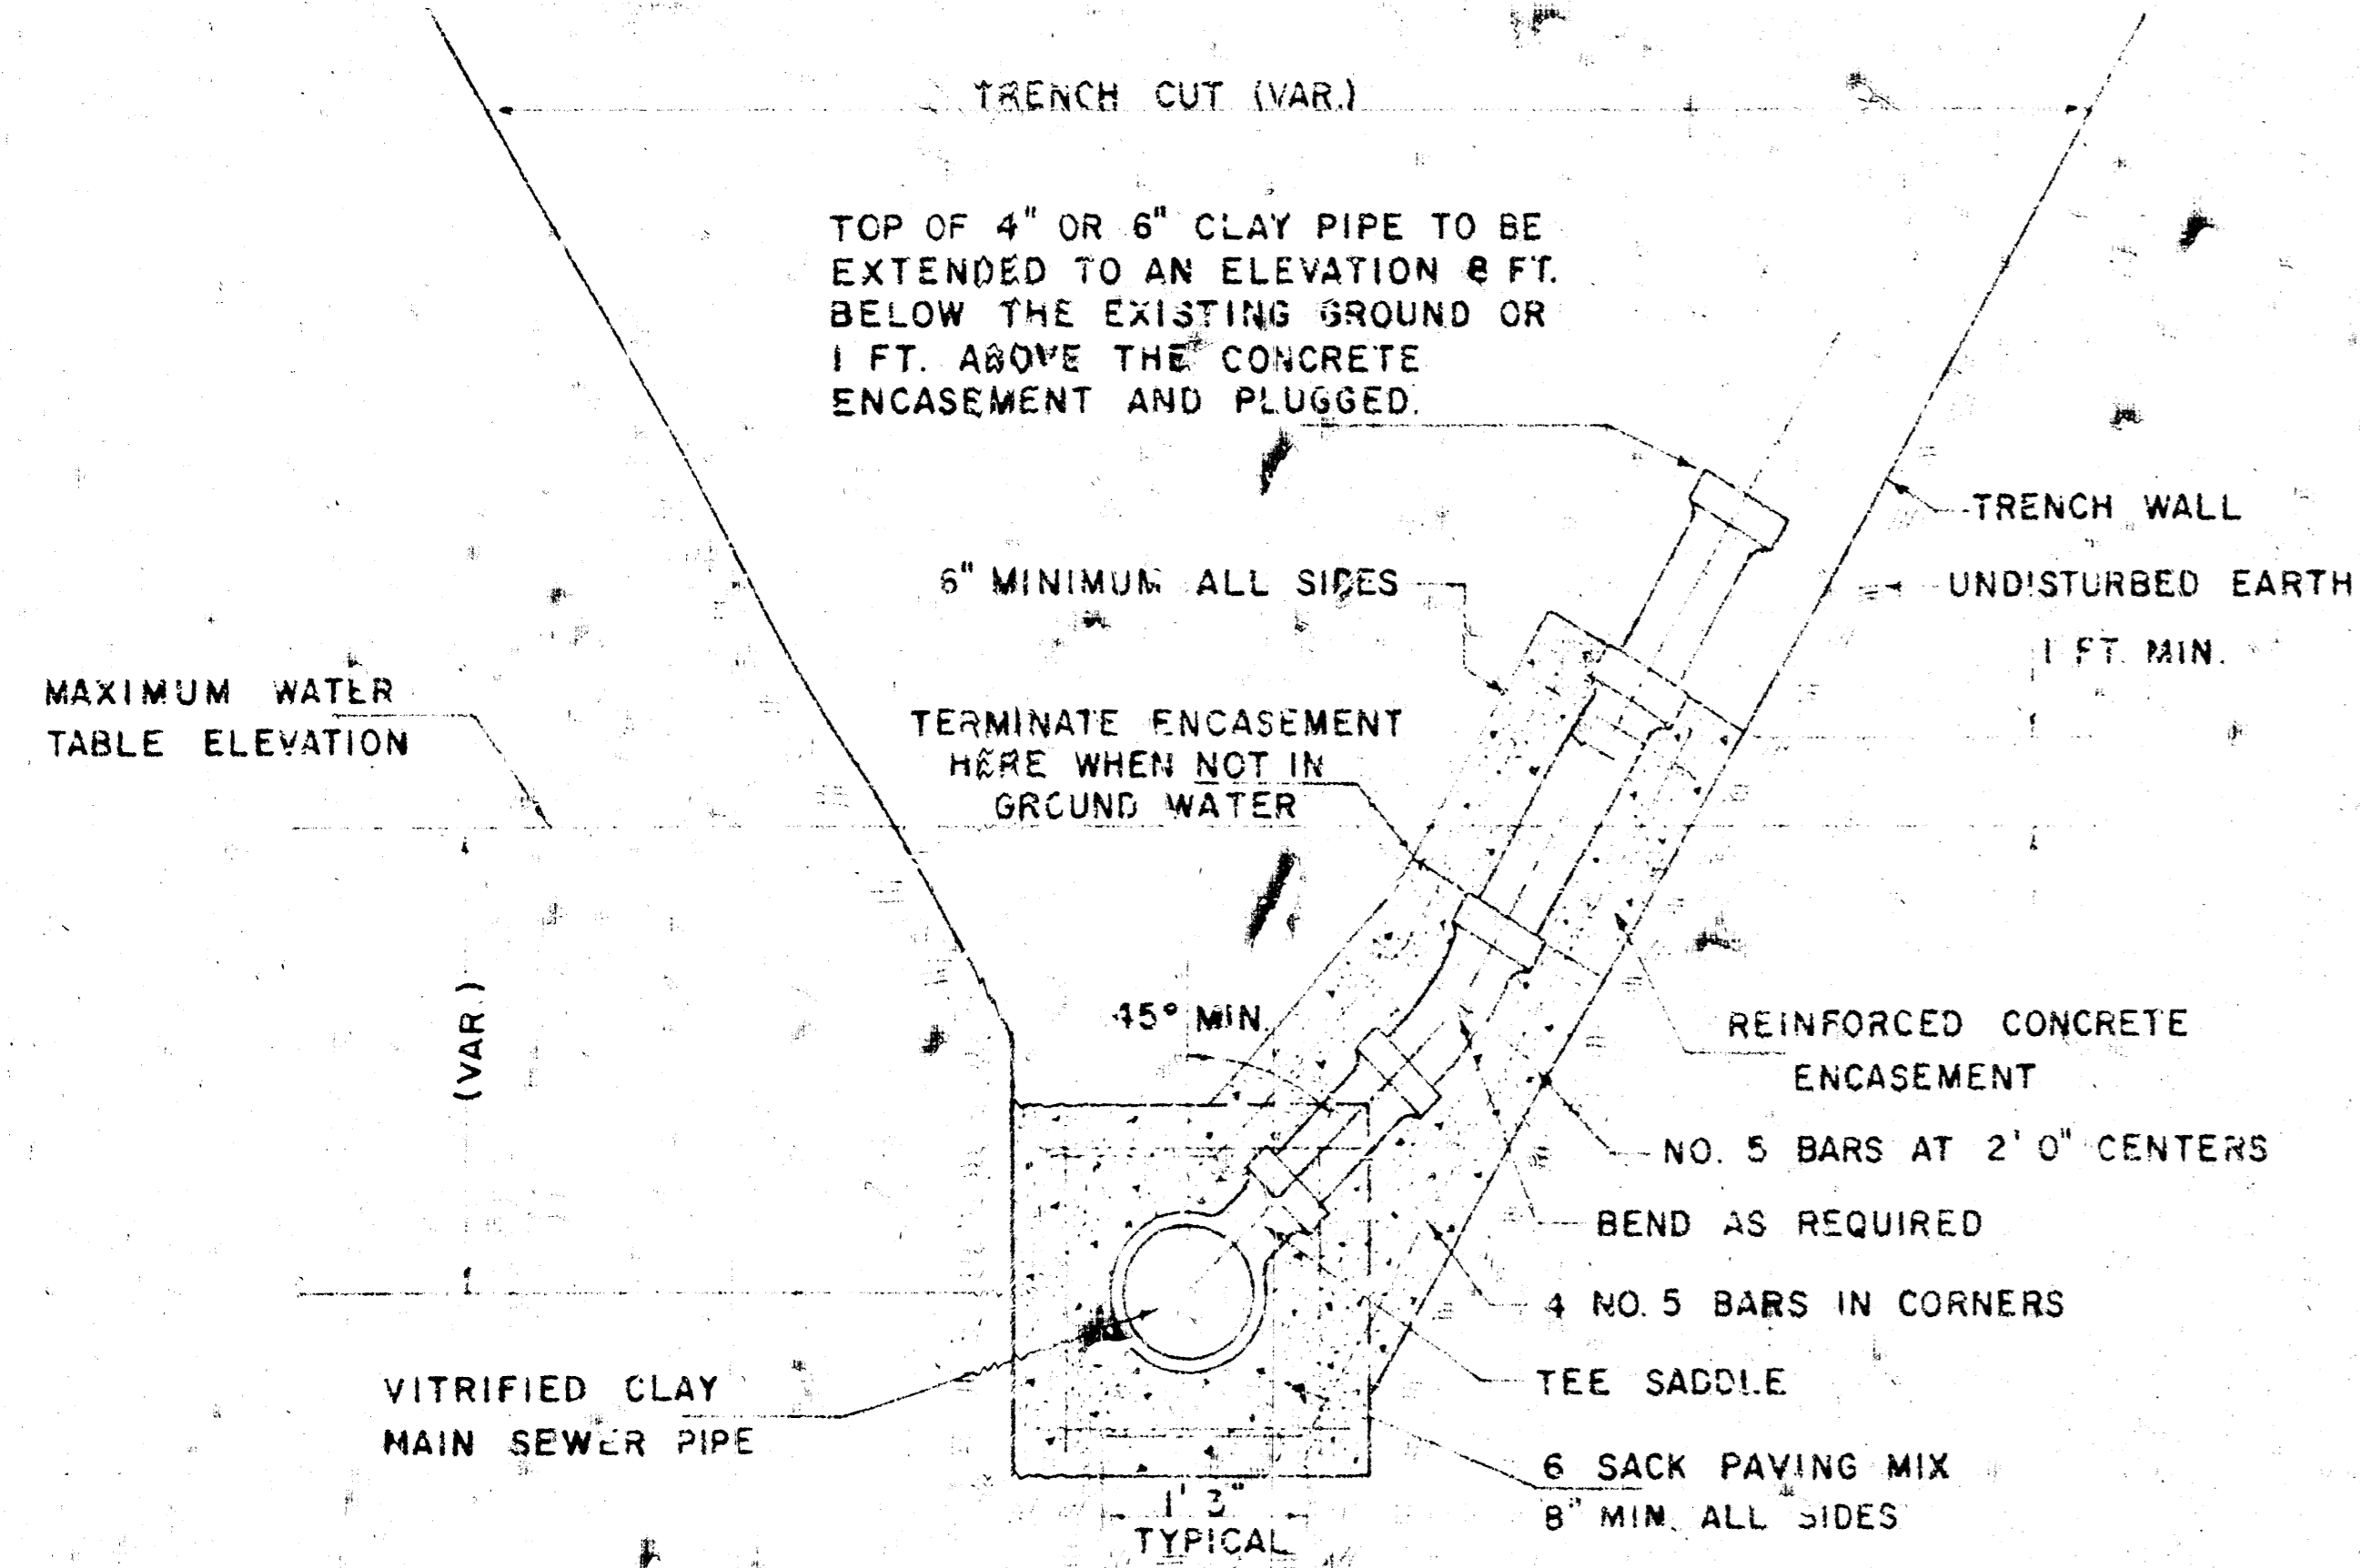 TRENCH CUT (VAR.)
TOP OF 4" OR 6" CLAY PIPE TO BE
EXTENDED TO AN ELEVATION 8 FT.
BELOW THE EXISTING GROUND OR
1 FT. ABOVE THE CONCRETE
ENCASEMENT AND PLUGGED.
TRENCH WALL
6" MINIMUM ALL SIDES
UNDISTURBED EARTH
1 FT. MIN.
MAXIMUM WATER
TABLE ELEVATION
TERMINATE ENCASEMENT
HERE WHEN NOT IN
GROUND WATER
(VAR.)
45° MIN.
REINFORCED CONCRETE
ENCASEMENT
NO. 5 BARS AT 2' 0" CENTERS
BEND AS REQUIRED
4 NO. 5 BARS IN CORNERS
TEE SADDLE
VITRIFIED CLAY
MAIN SEWER PIPE
6 SACK PAVING MIX
8" MIN. ALL SIDES
1' 3"
TYPICAL